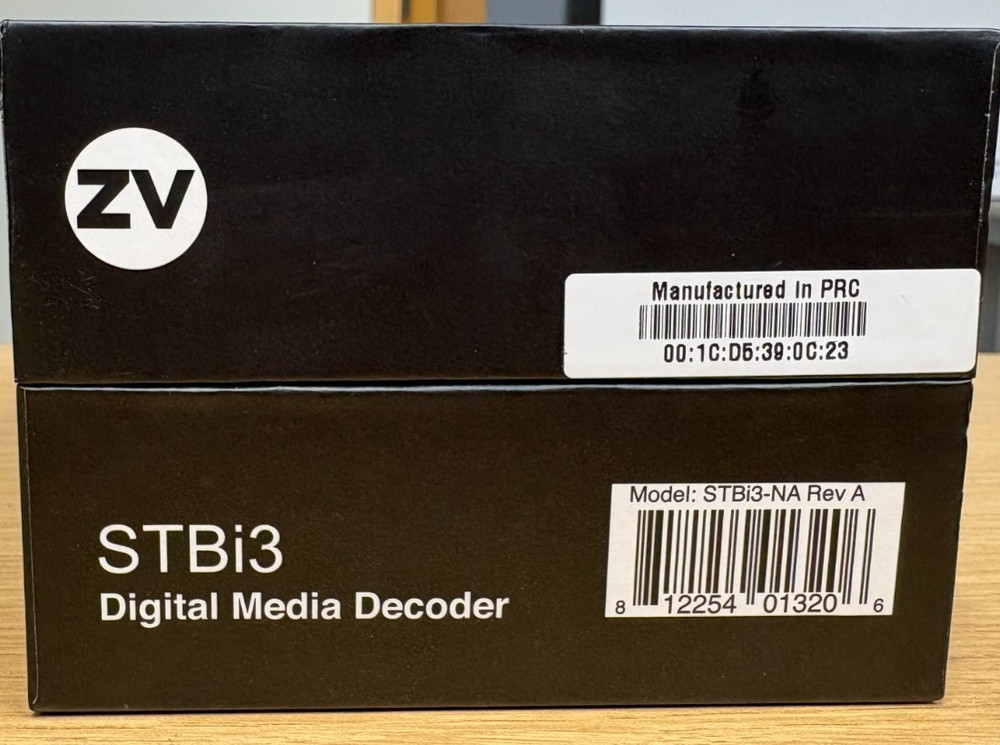 ZV
Manufactured In PRC
00:1C:D5:39:0C:23
STBi3
Digital Media Decoder
Model: STBi3-NA Rev A
8 12254 01320 6